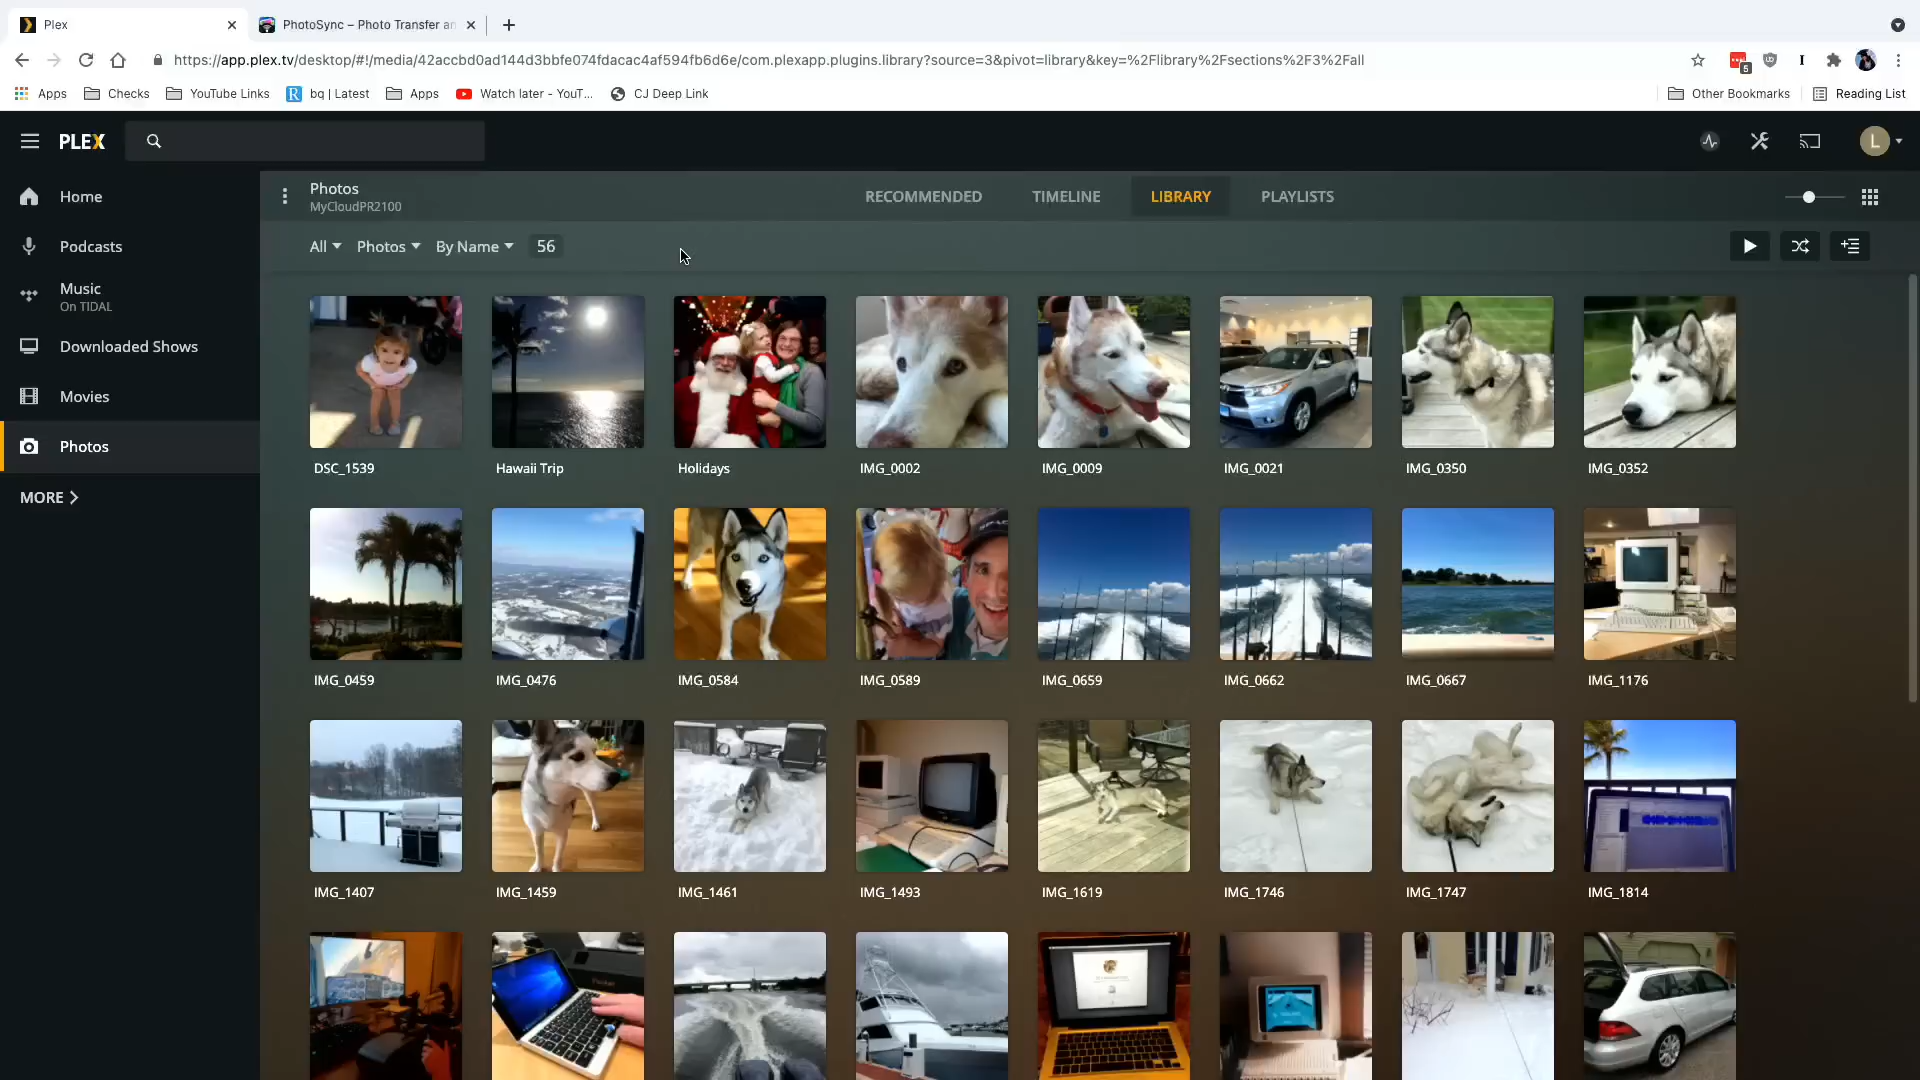 Plex
PhotoSync – Photo Transfer an
https://app.plex.tv/desktop/#!/media/42accbd0ad144d3bbfe074fdacac4af594fb6d6e/com.plexapp.plugins.library?source=3&pivot=library&key=%2Flibrary%2Fsections%2F3%2Fall
5
Apps
Checks
YouTube Links
bq | Latest
Apps
Watch later - YouT...
CJ Deep Link
Other Bookmarks
Reading List
PLEX
L
Home
Podcasts
Music
On TIDAL
Downloaded Shows
Movies
Photos
MORE
Photos
MyCloudPR2100
RECOMMENDED
TIMELINE
LIBRARY
PLAYLISTS
All
Photos
By Name
56
DSC_1539
Hawaii Trip
Holidays
IMG_0002
IMG_0009
IMG_0021
IMG_0350
IMG_0352
IMG_0459
IMG_0476
IMG_0584
IMG_0589
IMG_0659
IMG_0662
IMG_0667
IMG_1176
IMG_1407
IMG_1459
IMG_1461
IMG_1493
IMG_1619
IMG_1746
IMG_1747
IMG_1814